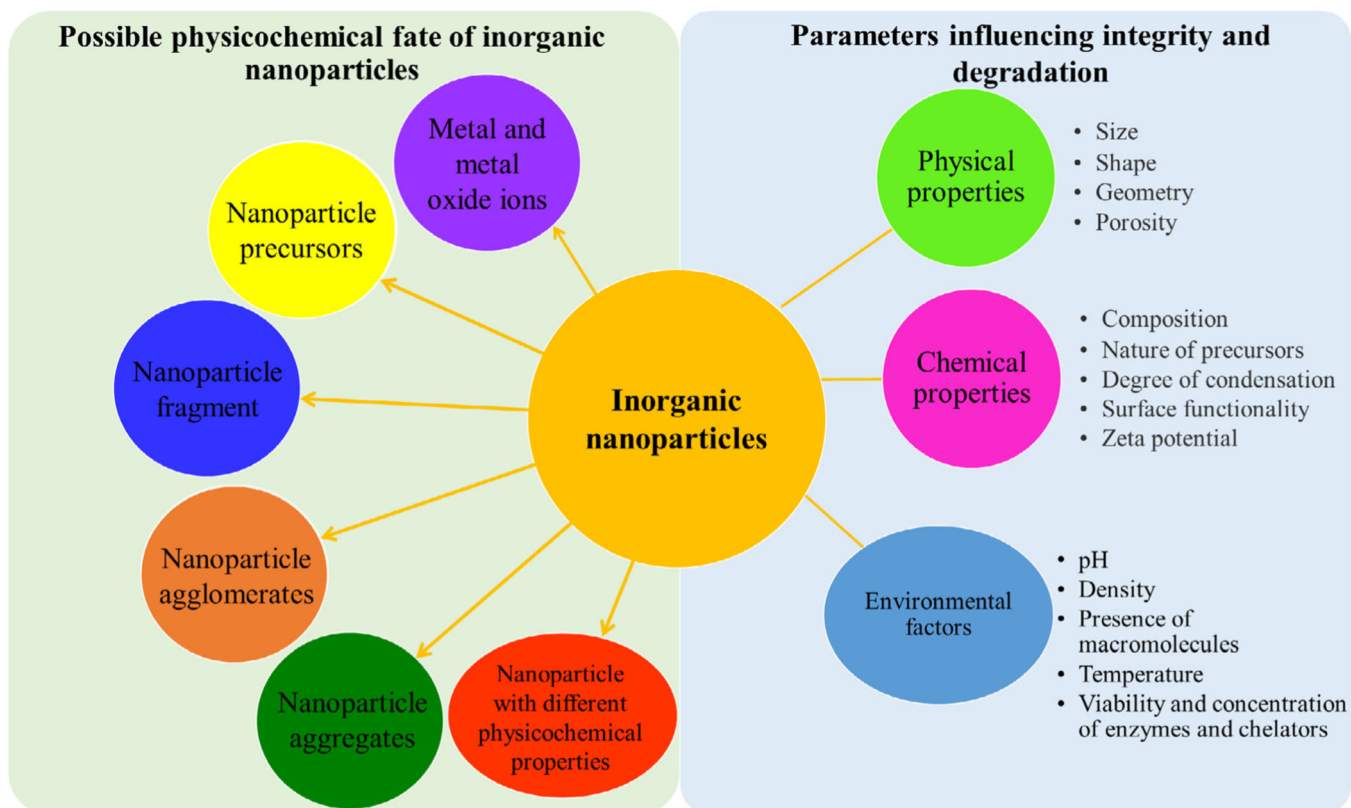 Possible physicochemical fate of inorganic
nanoparticles
Metal and
metal
oxide ions
Nanoparticle
precursors
Nanoparticle
fragment
Nanoparticle
agglomerates
Nanoparticle
aggregates
Nanoparticle
with different
physicochemical
properties
Inorganic
nanoparticles
Parameters influencing integrity and
degradation
Physical
properties
• Size
• Shape
• Geometry
• Porosity
Chemical
properties
• Composition
• Nature of precursors
• Degree of condensation
• Surface functionality
• Zeta potential
Environmental
factors
• pH
• Density
• Presence of
macromolecules
• Temperature
• Viability and concentration
of enzymes and chelators